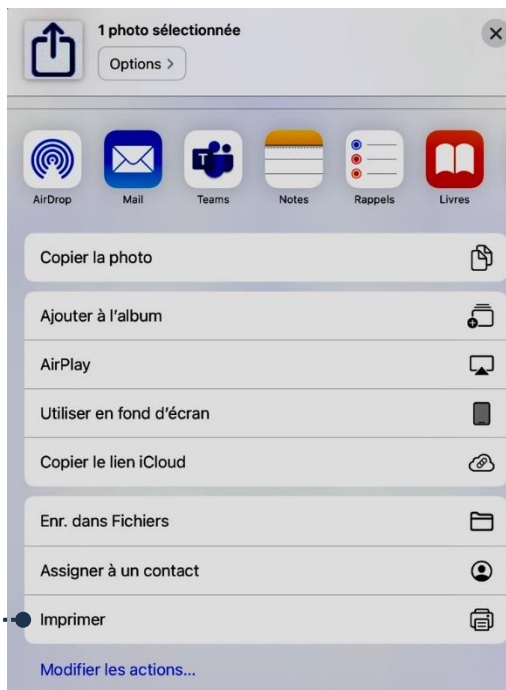 1 photo sélectionnée
Options >
AirDrop
Mail
Teams
Notes
Rappels
Livres
Copier la photo
Ajouter à l'album
AirPlay
Utiliser en fond d'écran
Copier le lien iCloud
Enr. dans Fichiers
Assigner à un contact
Imprimer
Modifier les actions...